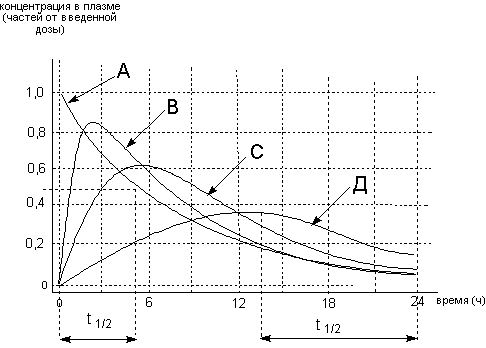 концентрация в плазме
(частей от введенной
дозы)
А
1,0
В
0,8
С
0,6
Д
0,4
0,2
0
0 6 12 18 24 время (ч)
t 1/2 t 1/2